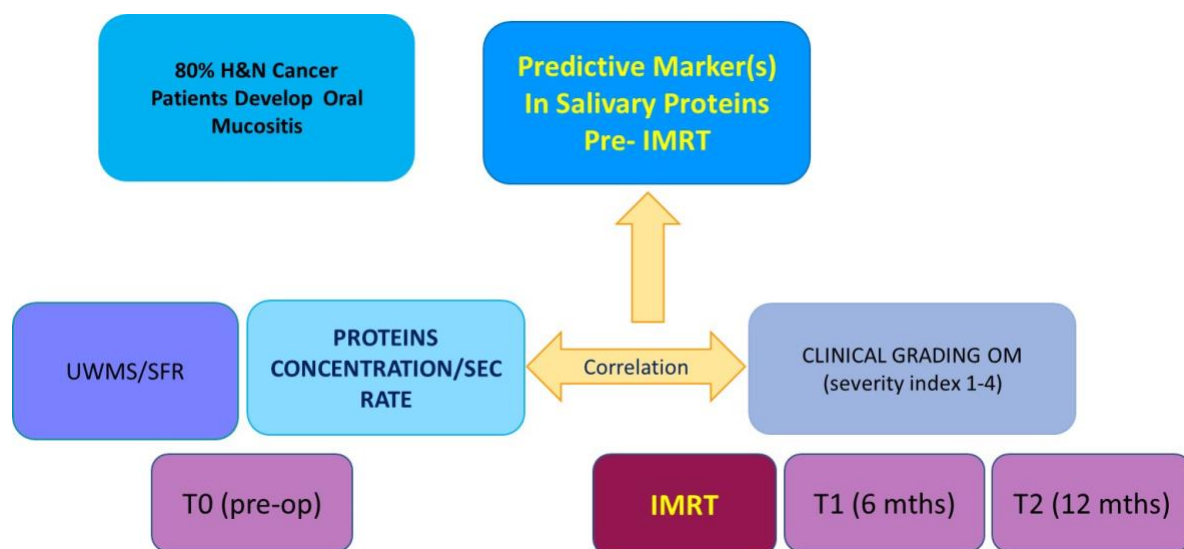 80% H&N Cancer
Patients Develop Oral
Mucositis
Predictive Marker(s)
In Salivary Proteins
Pre- IMRT
UWMS/SFR
PROTEINS
CONCENTRATION/SEC
RATE
Correlation
CLINICAL GRADING OM
(severity index 1-4)
T0 (pre-op)
IMRT
T1 (6 mths)
T2 (12 mths)